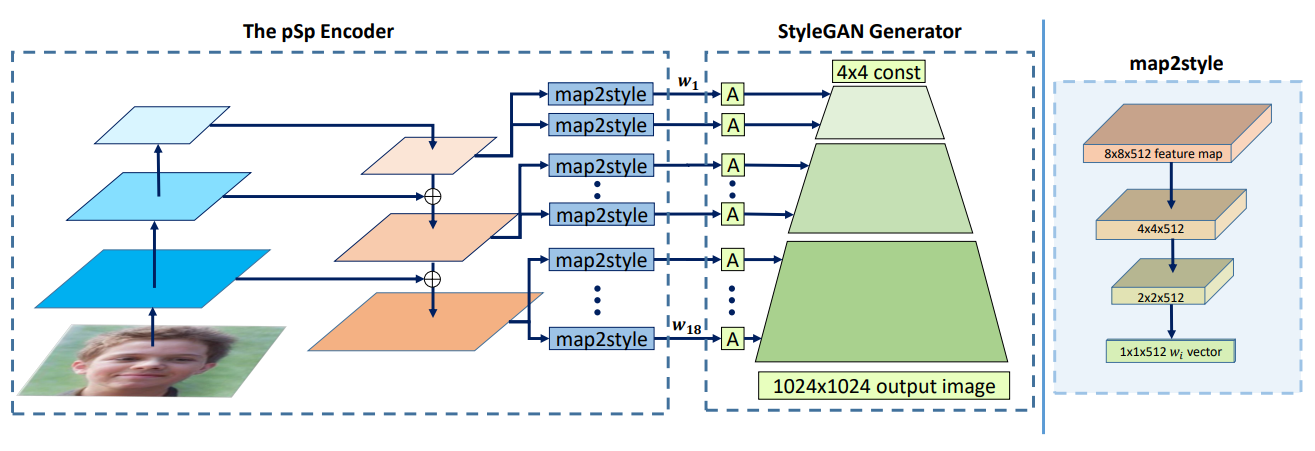 The pSp Encoder
StyleGAN Generator
map2style
map2style
w₁
A
4x4 const
map2style
A
map2style
A
map2style
A
map2style
A
map2style
w₁₈
A
1024x1024 output image
8x8x512 feature map
4x4x512
2x2x512
1x1x512 wᵢ vector